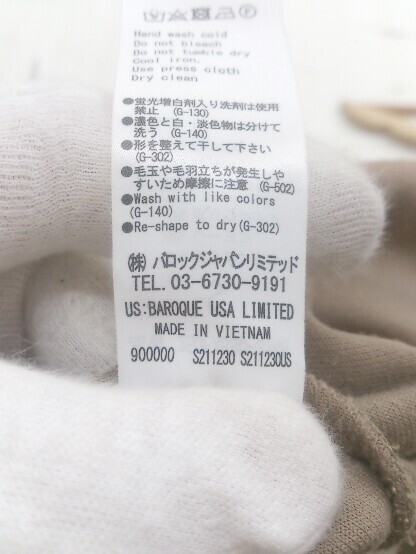 Hand wash cold
Do not bleach
Do not tumble dry
Cool iron.
Use press cloth
Dry clean
●蛍光増白剤入り洗剤は使用
禁止 (G-130)
●濃色と白・淡色物は分けて
洗う (G-140)
●形を整えて干して下さい
(G-302)
●毛玉や毛羽立ちが発生しや
すいため摩擦に注意 (G-502)
●Wash with like colors
(G-140)
●Re-shape to dry(G-302)
㈱ バロックジャパンリミテッド
TEL. 03-6730-9191
US:BAROQUE USA LIMITED
MADE IN VIETNAM
900000 S211230 S211230US